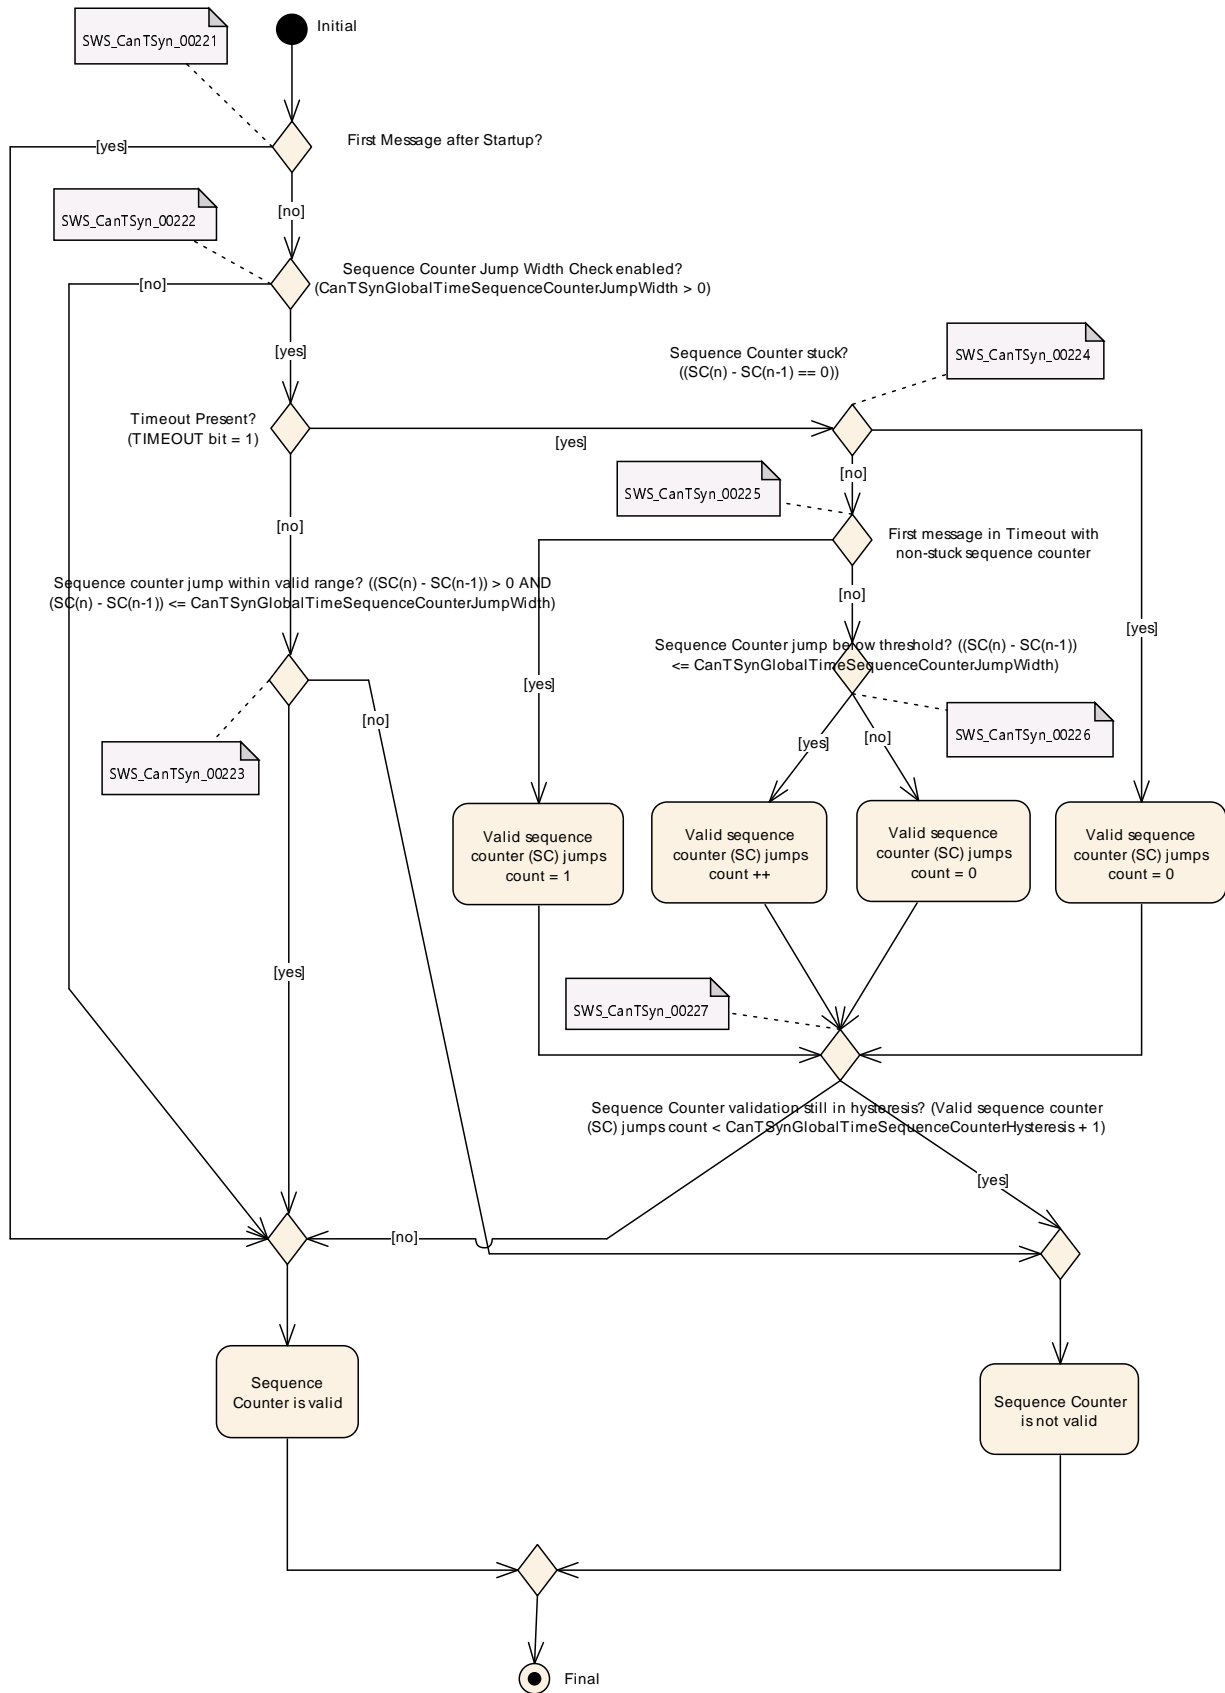 Initial
SWS_CanTSyn_00221
First Message after Startup?
[yes]
[no]
SWS_CanTSyn_00222
Sequence Counter Jump Width Check enabled?
(CanTSynGlobalTimeSequenceCounterJumpWidth > 0)
[no]
[yes]
Sequence Counter stuck?
((SC(n) - SC(n-1) == 0))
SWS_CanTSyn_00224
Timeout Present?
(TIMEOUT bit = 1)
[yes]
[no]
SWS_CanTSyn_00225
[no]
First message in Timeout with
non-stuck sequence counter
Sequence counter jump within valid range? ((SC(n) - SC(n-1)) > 0 AND
(SC(n) - SC(n-1)) <= CanTSynGlobalTimeSequenceCounterJumpWidth)
[no]
[yes]
Sequence Counter jump below threshold? ((SC(n) - SC(n-1))
<= CanTSynGlobalTimeSequenceCounterJumpWidth)
[yes]
[no]
SWS_CanTSyn_00226
[yes]
[no]
SWS_CanTSyn_00223
Valid sequence
counter (SC) jumps
count = 1
Valid sequence
counter (SC) jumps
count ++
Valid sequence
counter (SC) jumps
count = 0
Valid sequence
counter (SC) jumps
count = 0
[yes]
SWS_CanTSyn_00227
Sequence Counter validation still in hysteresis? (Valid sequence counter
(SC) jumps count < CanTSynGlobalTimeSequenceCounterHysteresis + 1)
[yes]
[no]
Sequence
Counter is valid
Sequence Counter
is not valid
Final